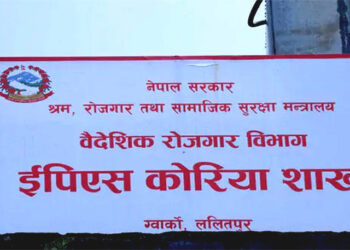 नेपाल सरकार
श्रम, रोजगार तथा सामाजिक सुरक्षा मन्त्रालय
वैदेशिक रोजगार विभाग
ईपिएस कोरिया शाखा
ग्वार्को, ललितपुर